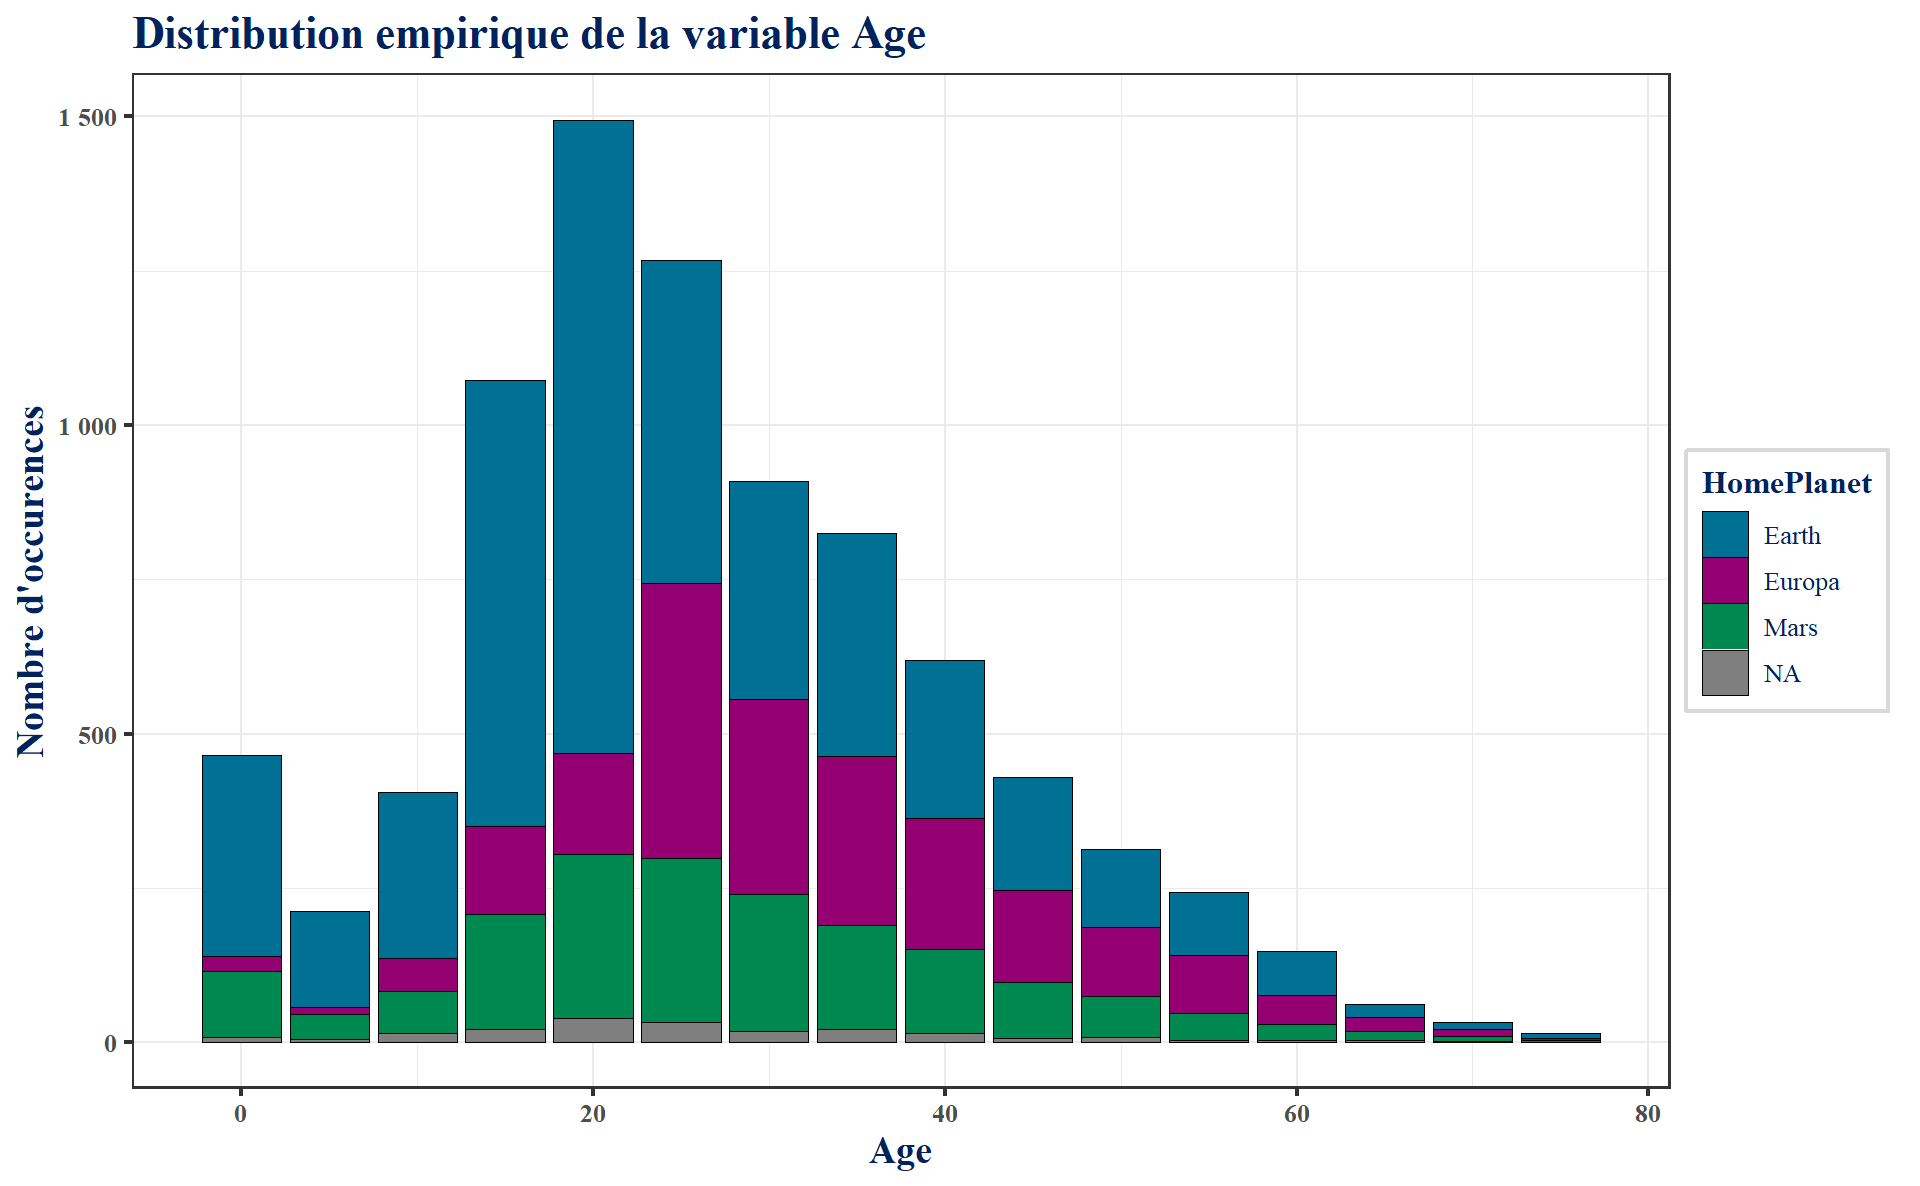 Distribution empirique de la variable Age
Nombre d'occurences
1 500
1 000
500
0
0
20
40
60
80
Age
HomePlanet
Earth
Europa
Mars
NA